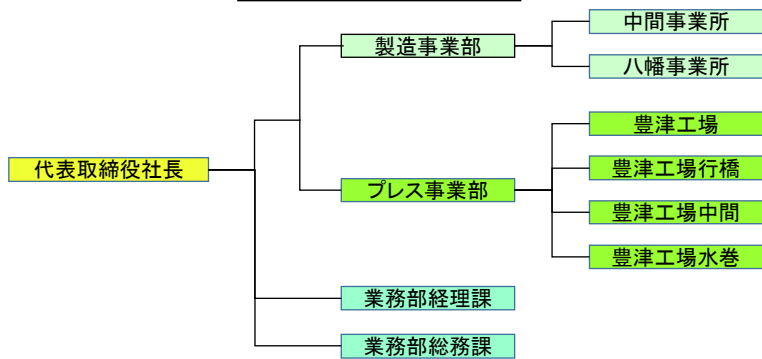 製造事業部
中間事業所
八幡事業所
代表取締役社長
プレス事業部
豊津工場
豊津工場行橋
豊津工場中間
豊津工場水巻
業務部経理課
業務部総務課